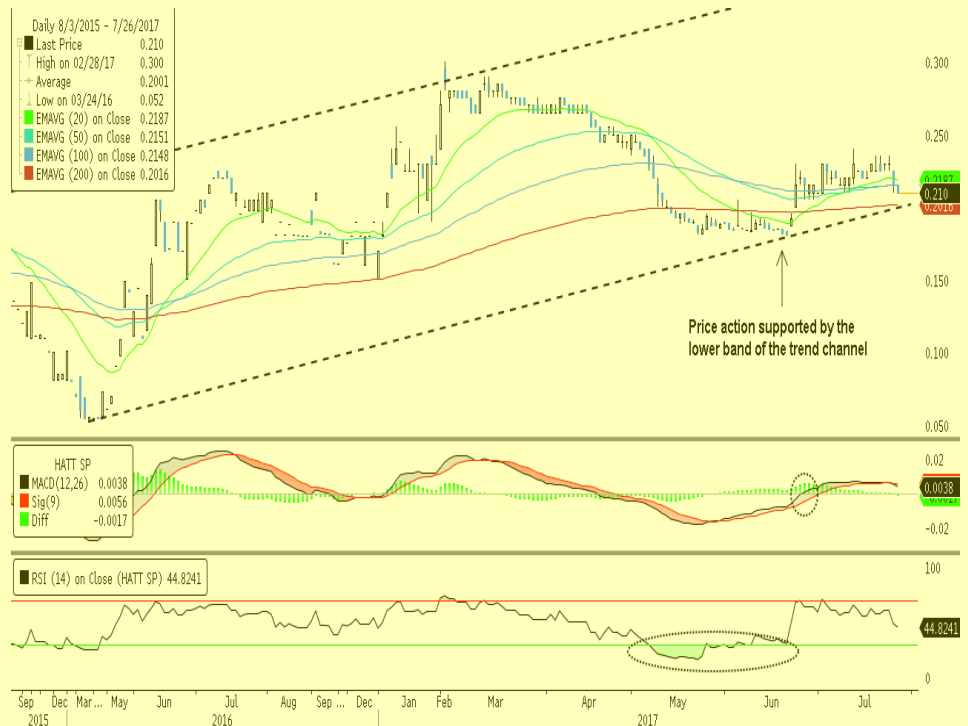 Daily 8/3/2015 - 7/26/2017
Last Price 0.210
High on 02/28/17 0.300
Average 0.2001
Low on 03/24/16 0.052
EMAVG (20) on Close 0.2187
EMAVG (50) on Close 0.2151
EMAVG (100) on Close 0.2148
EMAVG (200) on Close 0.2016
0.300
0.250
0.2187
0.210
0.2016
0.150
0.100
0.050
Price action supported by the
lower band of the trend channel
HATT SP
MACD(12,26) 0.0038
Sig(9) 0.0056
Diff -0.0017
0.02
0.0038
-0.02
RSI (14) on Close (HATT SP) 44.8241
100
44.8241
0
Sep Dec Mar... May Jun Jul Aug Sep ... Dec Jan Feb Mar Apr May Jun Jul
2015 2016 2017